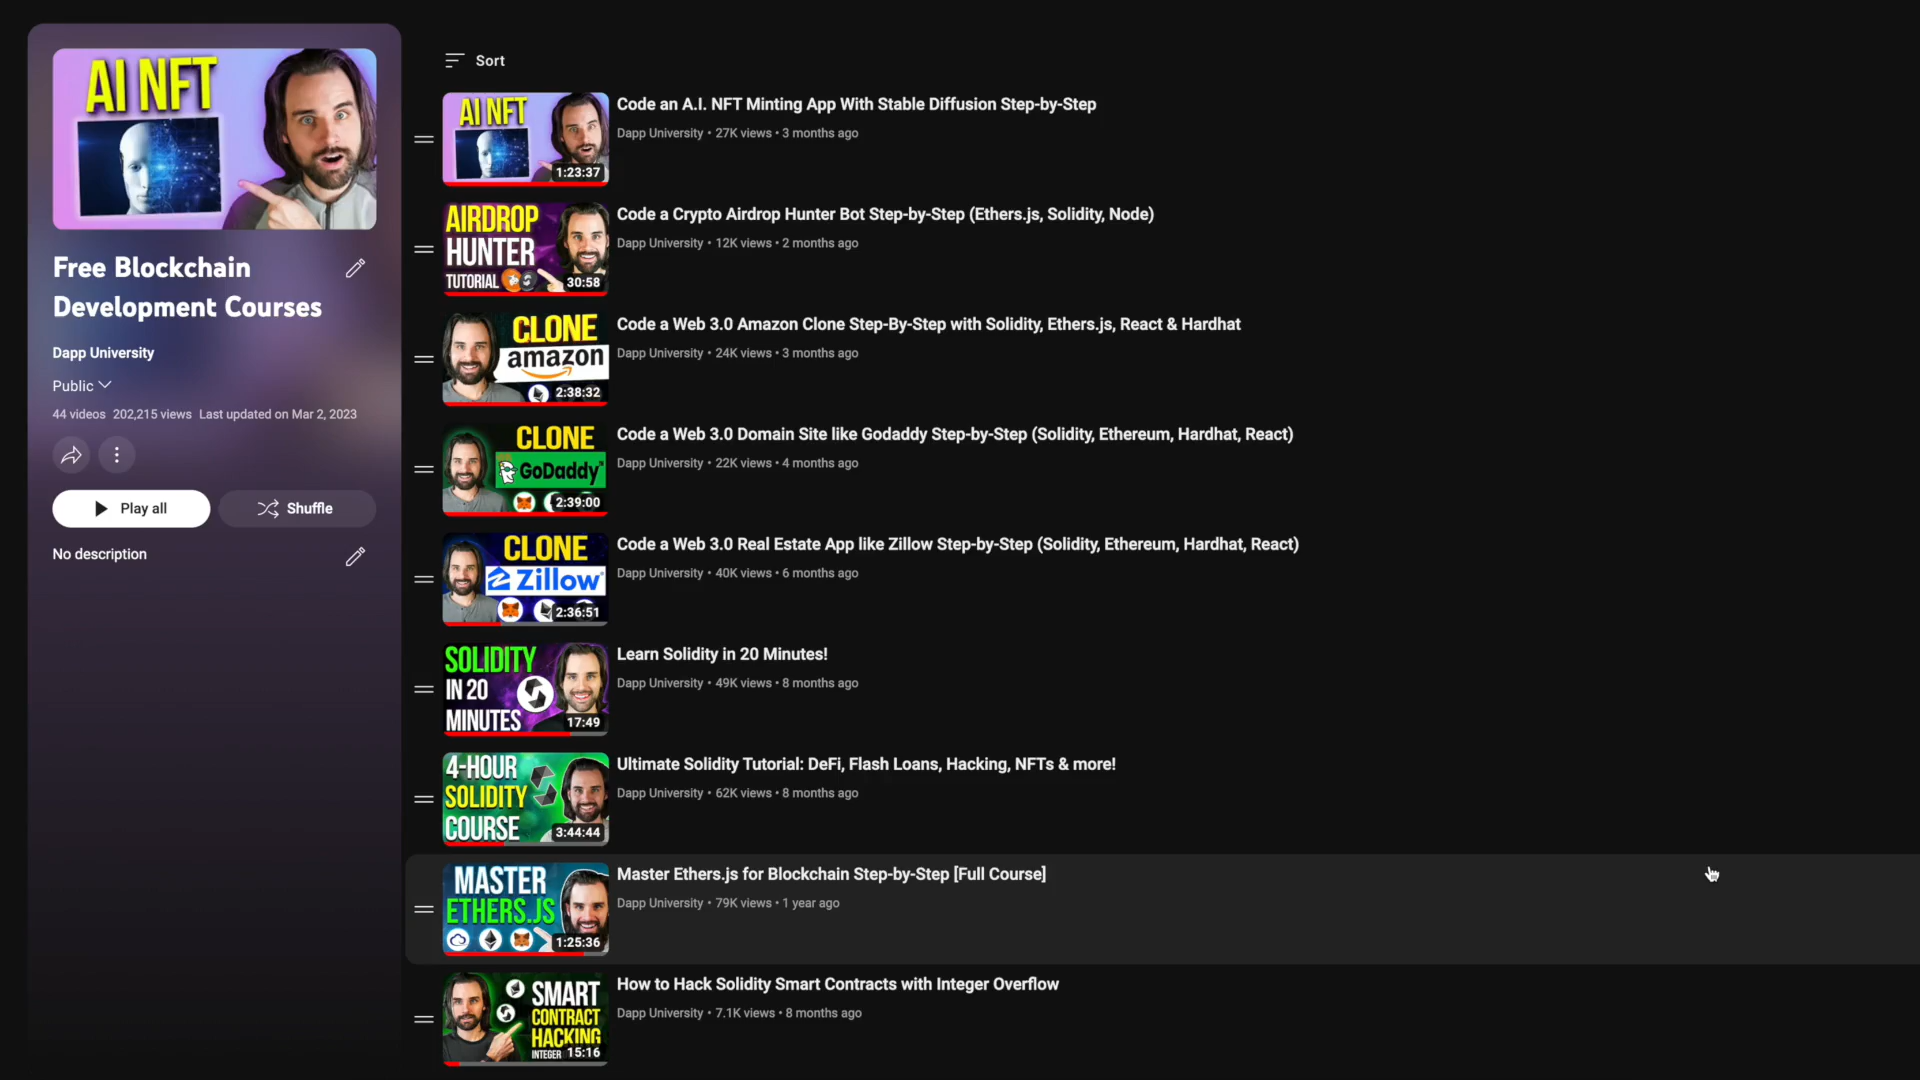 AI NFT
Free Blockchain
Development Courses
Dapp University
Public
44 videos 202,215 views Last updated on Mar 2, 2023
Play all
Shuffle
No description
Sort
AI NFT
1:23:37
Code an A.I. NFT Minting App With Stable Diffusion Step-by-Step
Dapp University • 27K views • 3 months ago
AIRDROP
HUNTER
TUTORIAL
30:58
Code a Crypto Airdrop Hunter Bot Step-by-Step (Ethers.js, Solidity, Node)
Dapp University • 12K views • 2 months ago
CLONE
amazon
2:38:32
Code a Web 3.0 Amazon Clone Step-By-Step with Solidity, Ethers.js, React & Hardhat
Dapp University • 24K views • 3 months ago
CLONE
GoDaddy
2:39:00
Code a Web 3.0 Domain Site like Godaddy Step-by-Step (Solidity, Ethereum, Hardhat, React)
Dapp University • 22K views • 4 months ago
CLONE
Zillow
2:36:51
Code a Web 3.0 Real Estate App like Zillow Step-by-Step (Solidity, Ethereum, Hardhat, React)
Dapp University • 40K views • 6 months ago
SOLIDITY
IN 20
MINUTES
17:49
Learn Solidity in 20 Minutes!
Dapp University • 49K views • 8 months ago
4-HOUR
SOLIDITY
COURSE
3:44:44
Ultimate Solidity Tutorial: DeFi, Flash Loans, Hacking, NFTs & more!
Dapp University • 62K views • 8 months ago
MASTER
ETHERS.JS
1:25:36
Master Ethers.js for Blockchain Step-by-Step [Full Course]
Dapp University • 79K views • 1 year ago
SMART
CONTRACT
HACKING
INTEGER
15:16
How to Hack Solidity Smart Contracts with Integer Overflow
Dapp University • 7.1K views • 8 months ago